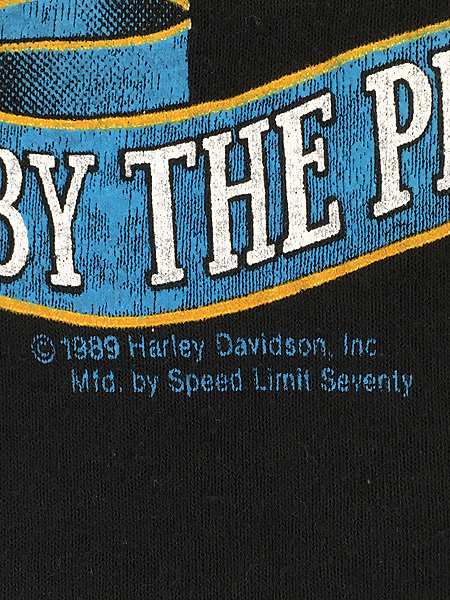 BY THE P
© 1989 Harley Davidson, Inc.
Mfd. by Speed Limit Seventy